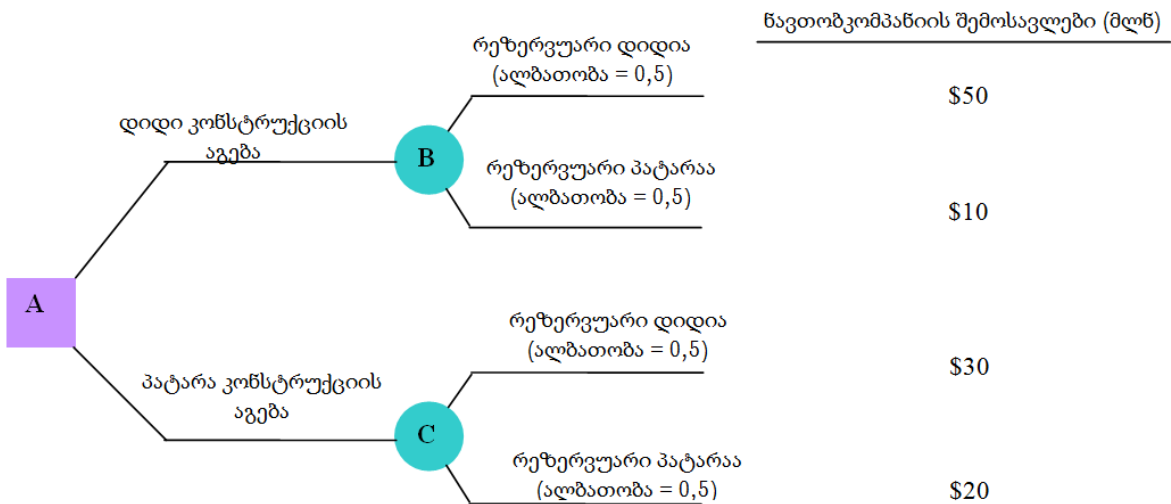 ნავთობკომპანიის შემოსავლები (მლნ)
რეზერვუარი დიდია
(ალბათობა = 0,5)
$50
დიდი კონსტრუქციის
აგება
B
რეზერვუარი პატარაა
(ალბათობა = 0,5)
$10
A
რეზერვუარი დიდია
(ალბათობა = 0,5)
$30
პატარა კონსტრუქციის
აგება
C
რეზერვუარი პატარაა
(ალბათობა = 0,5)
$20